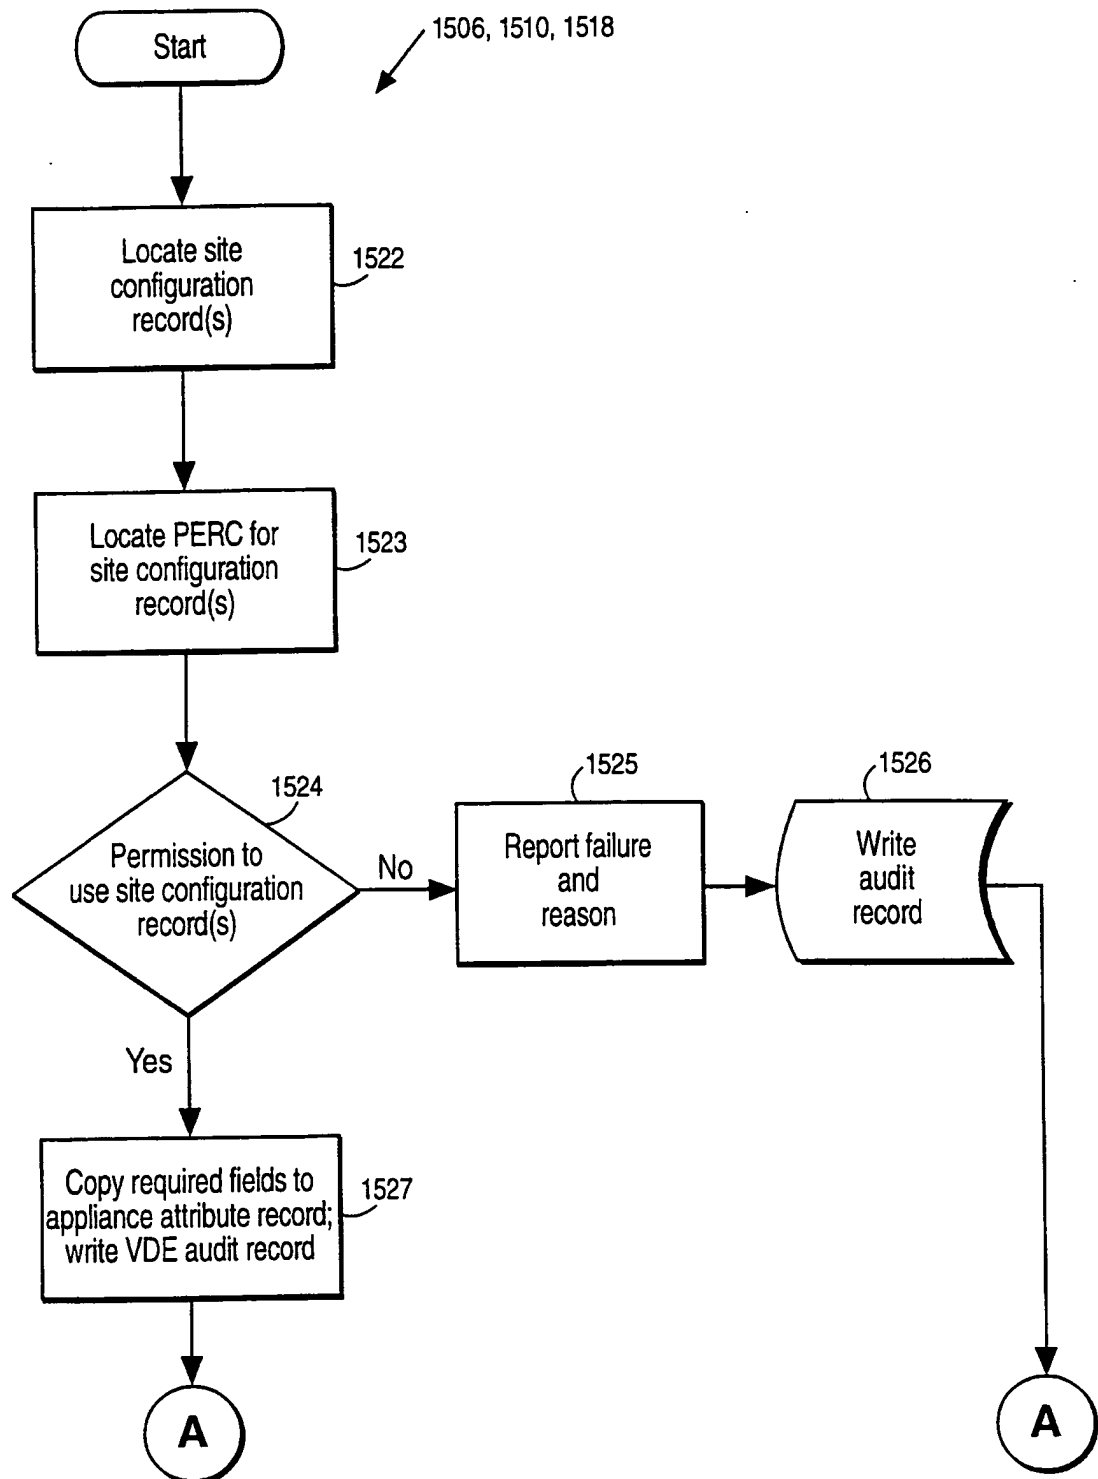 Start
1506, 1510, 1518
Locate site
configuration
record(s)
1522
Locate PERC for
site configuration
record(s)
1523
Permission to
use site configuration
record(s)
1524
No
Report failure
and
reason
1525
Write
audit
record
1526
Yes
Copy required fields to
appliance attribute record;
write VDE audit record
1527
A
A